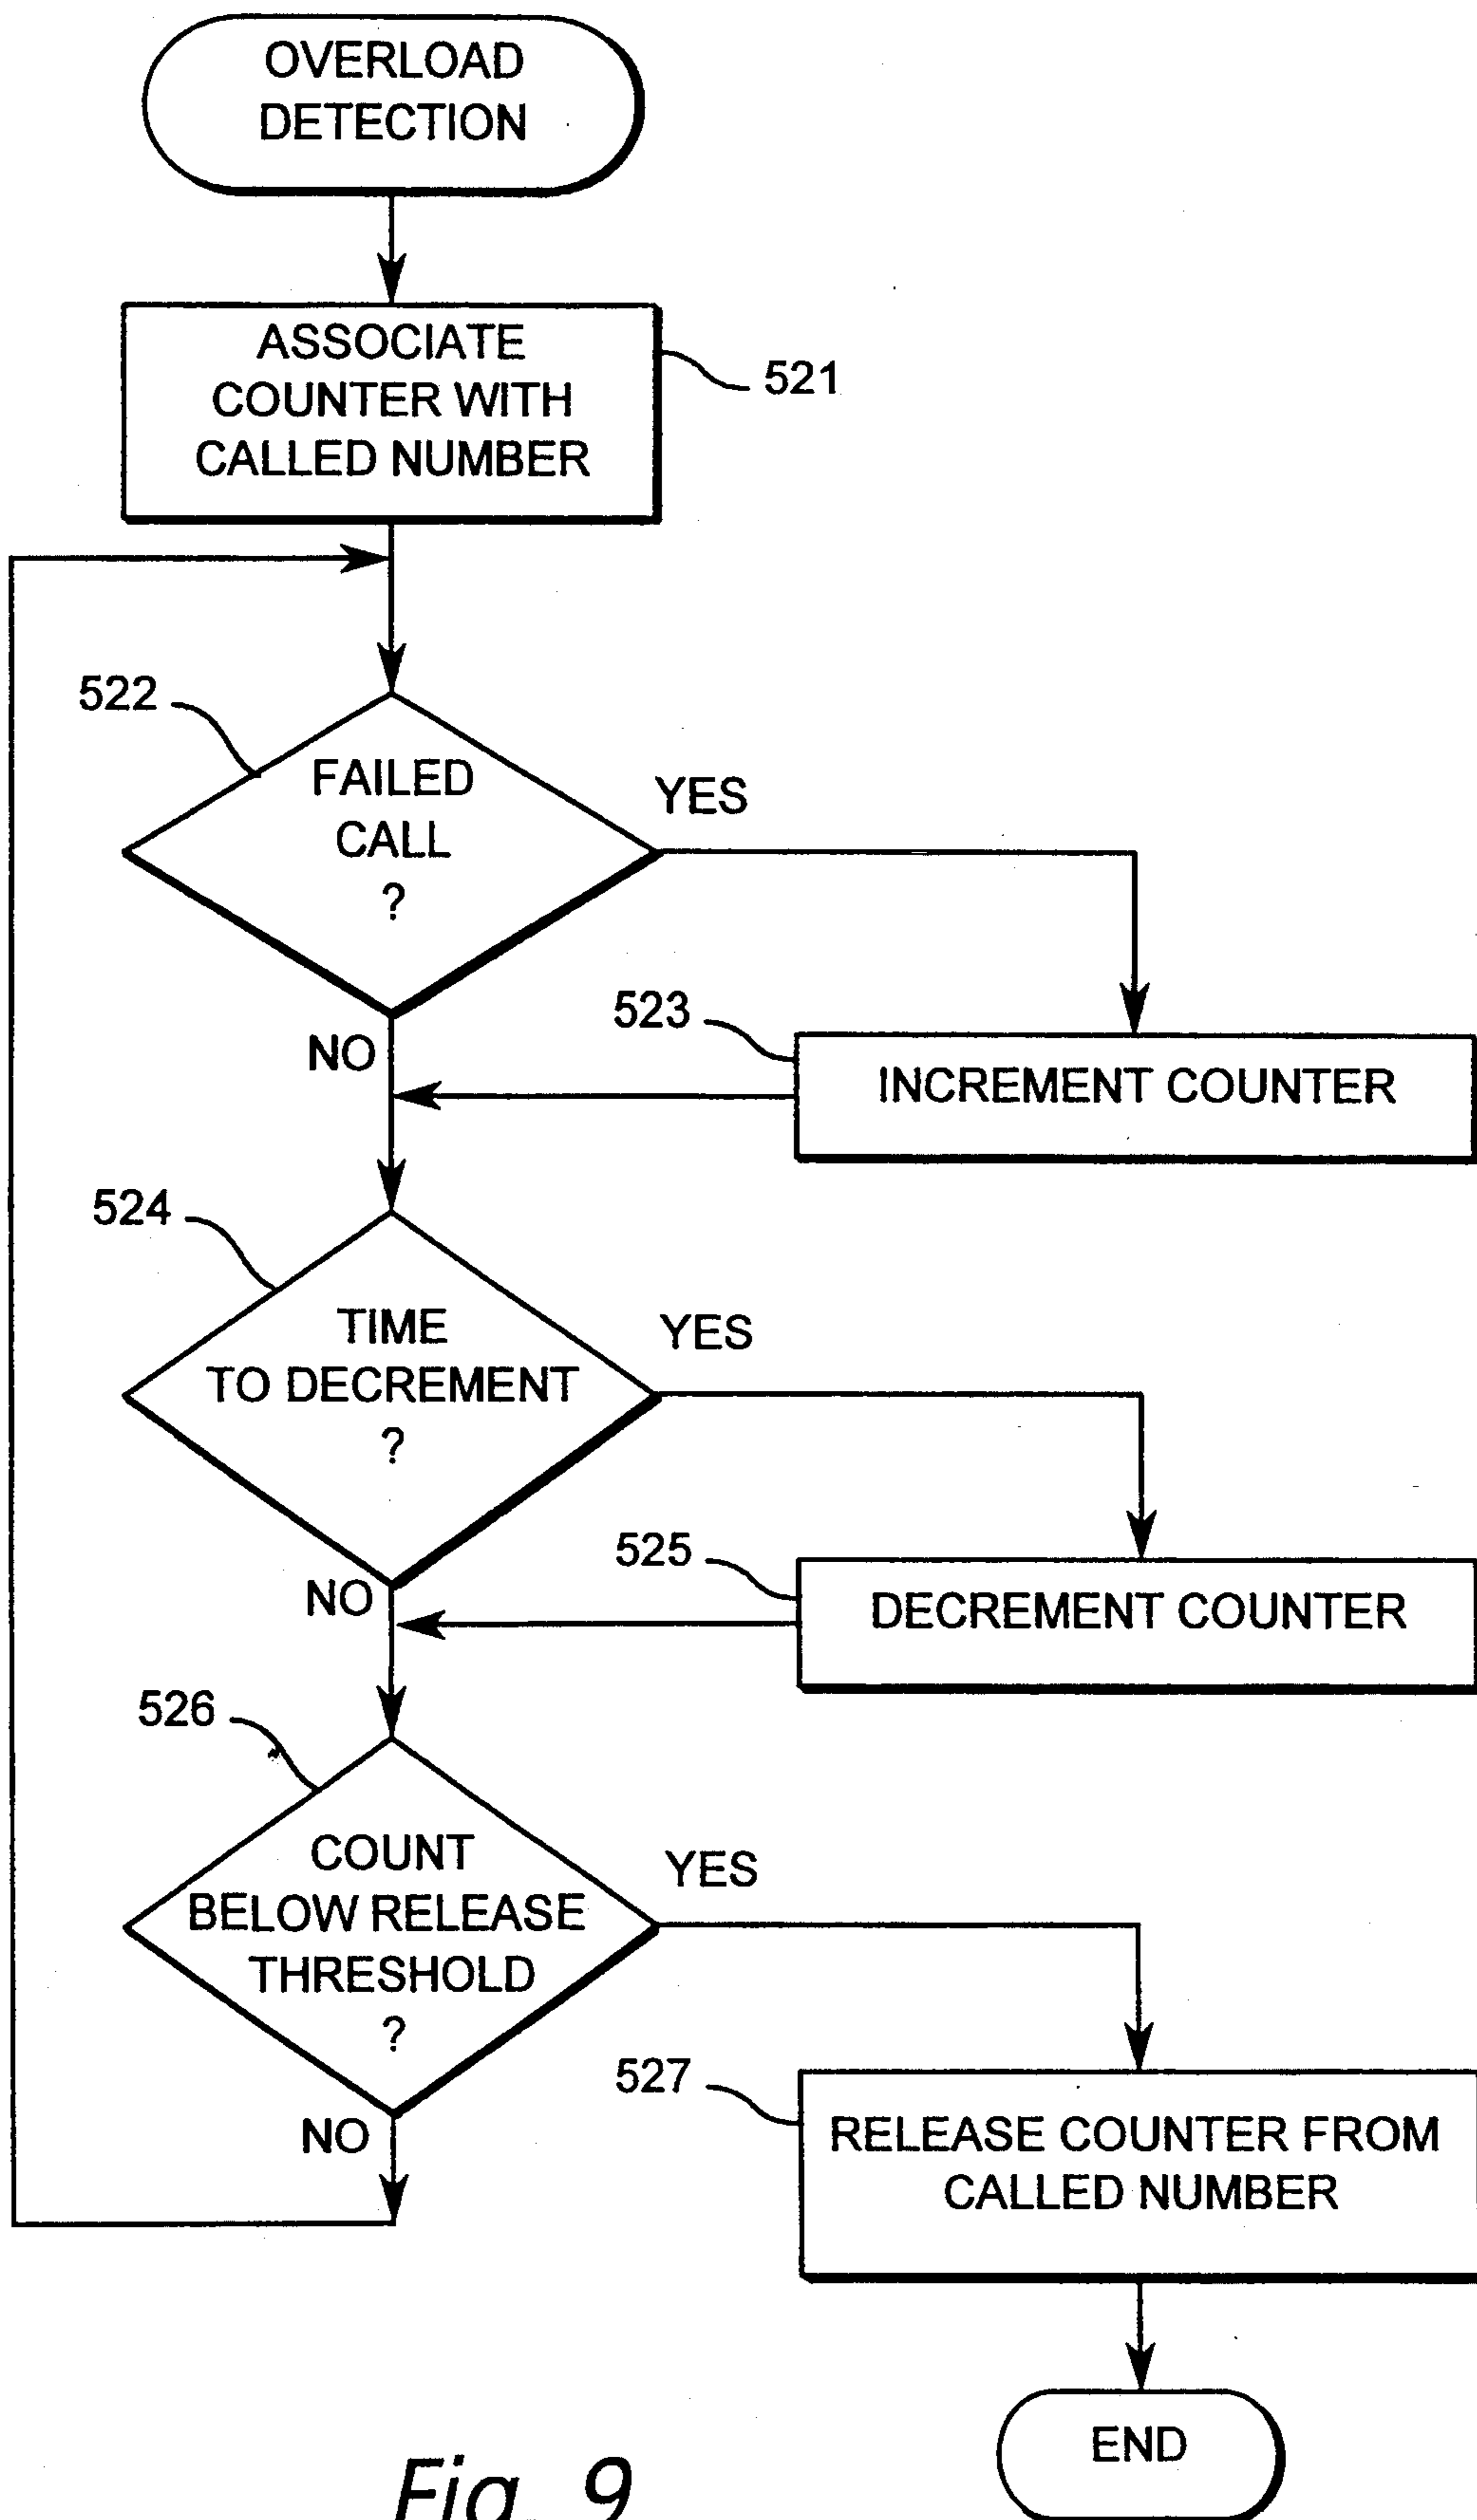 OVERLOAD
DETECTION
ASSOCIATE
COUNTER WITH
CALLED NUMBER
521
522
FAILED
CALL
?
YES
NO
523
INCREMENT COUNTER
524
TIME
TO DECREMENT
?
YES
NO
525
DECREMENT COUNTER
526
COUNT
BELOW RELEASE
THRESHOLD
?
YES
NO
527
RELEASE COUNTER FROM
CALLED NUMBER
END
Fig. 9